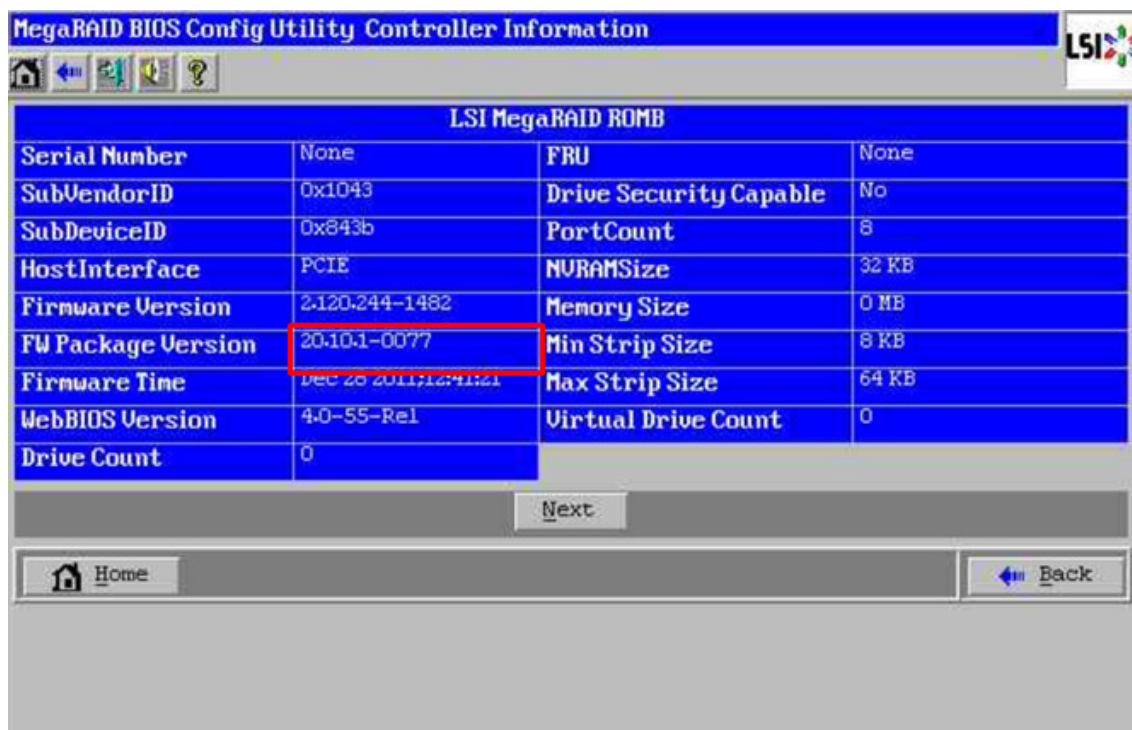 MegaRAID BIOS Config Utility Controller Information
LSI
LSI MegaRAID ROMB
Serial Number None FRU None
SubVendorID 0x1043 Drive Security Capable No
SubDeviceID 0x843b PortCount 8
HostInterface PCIE NVRAMSize 32 KB
Firmware Version 2.120.244-1482 Memory Size 0 MB
FW Package Version 20.10.1-0077 Min Strip Size 8 KB
Firmware Time Dec 28 2011;12:41:21 Max Strip Size 64 KB
WebBIOS Version 4.0-55-Rel Virtual Drive Count 0
Drive Count 0
Next
Home Back